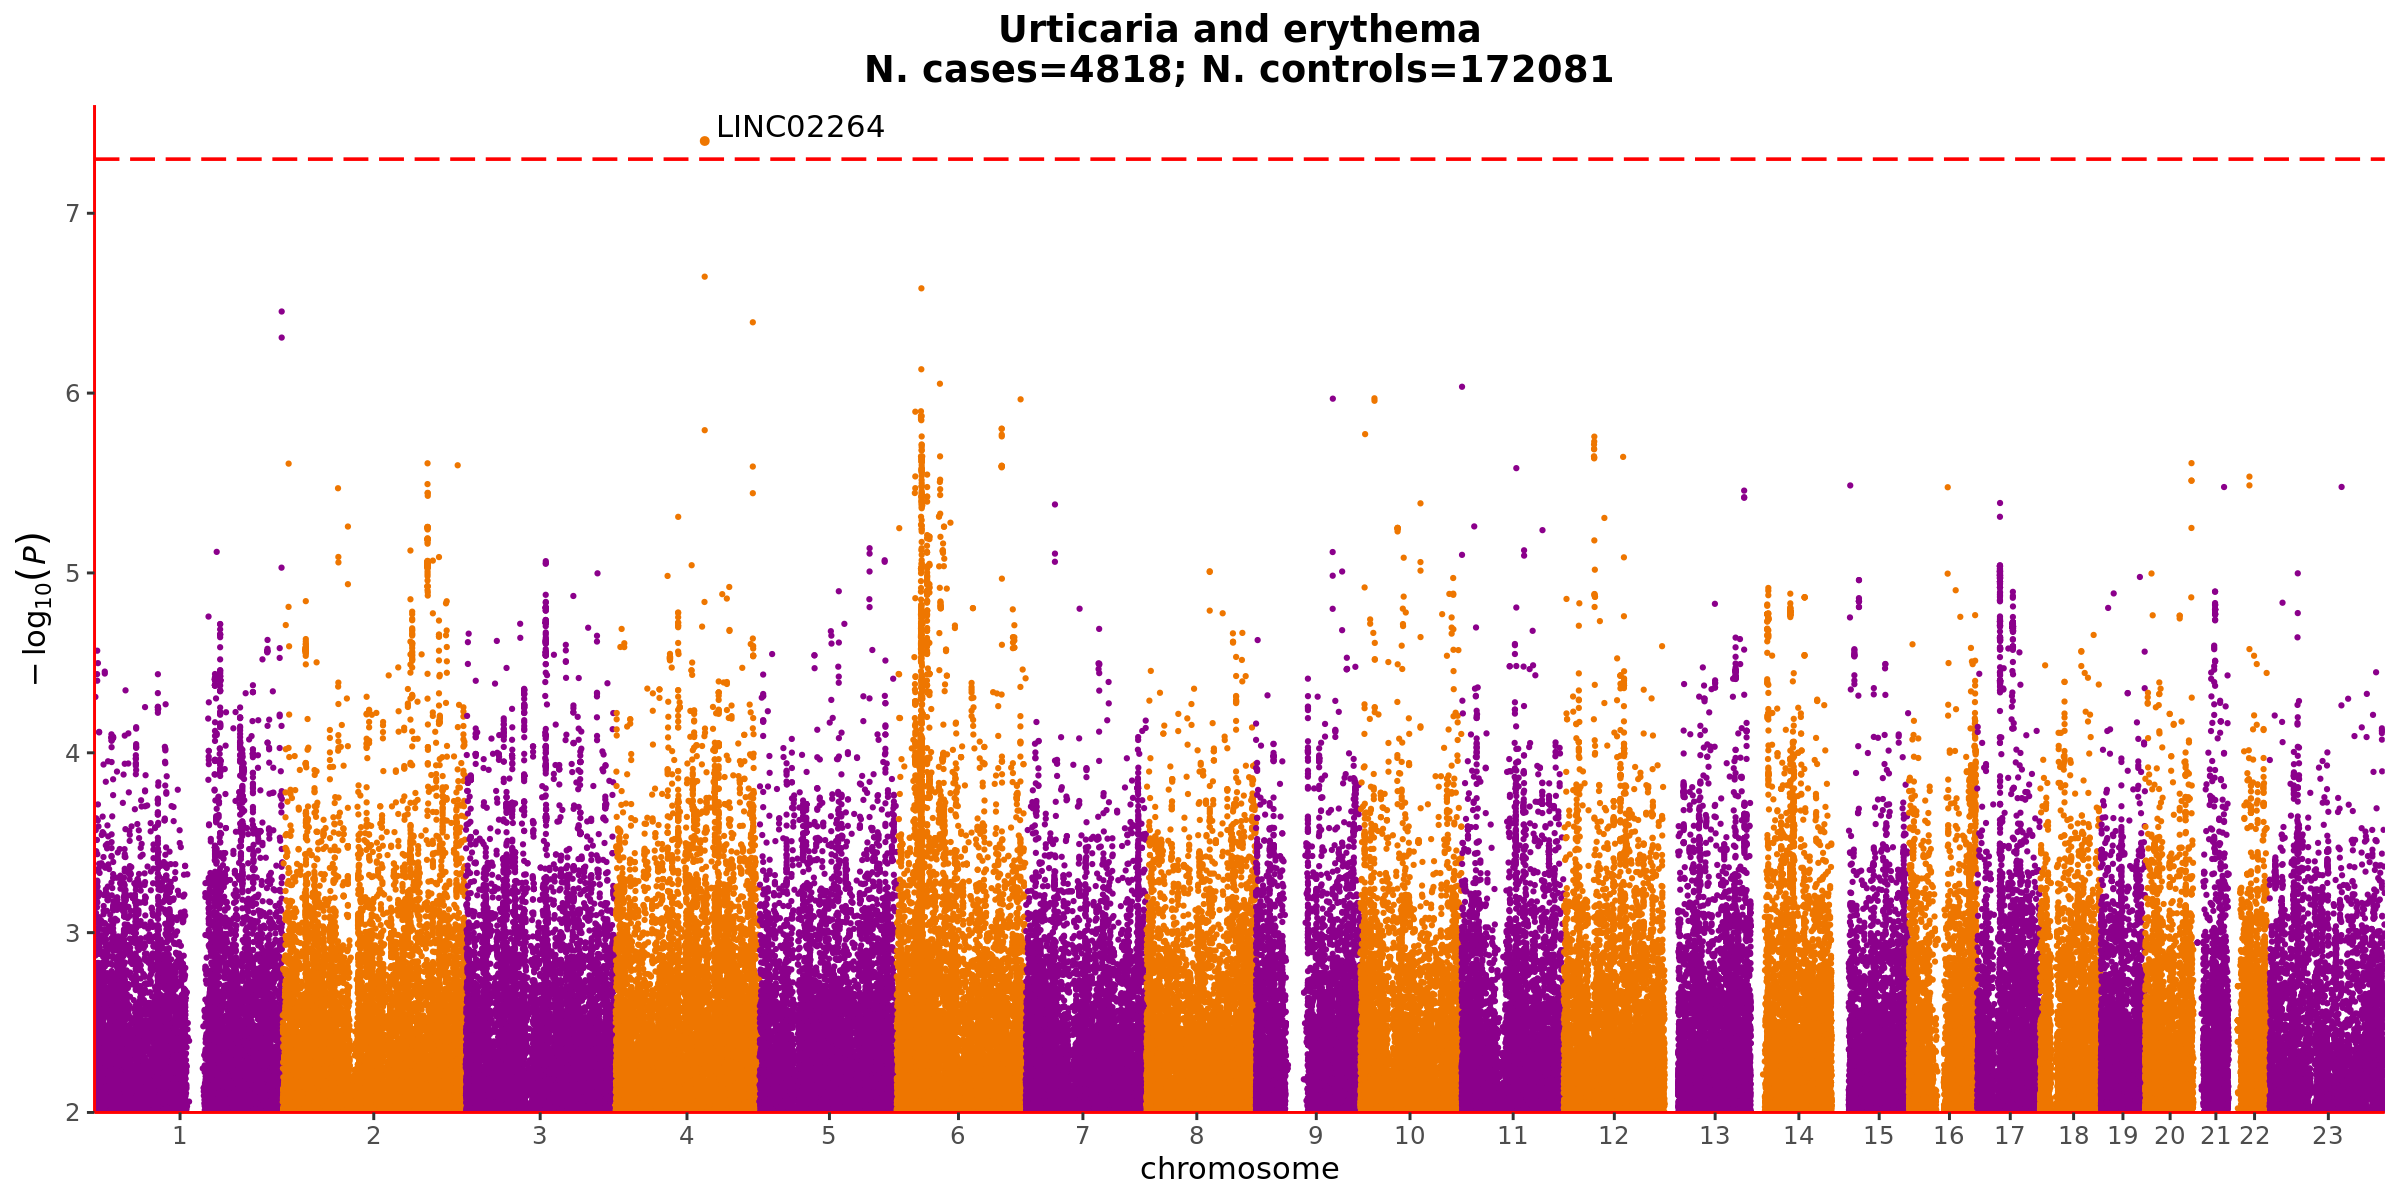 Urticaria and erythema
N. cases=4818; N. controls=172081
LINC02264
7
6
5
4
3
2
− log10(P)
1 2 3 4 5 6 7 8 9 10 11 12 13 14 15 16 17 18 19 20 21 22 23
chromosome